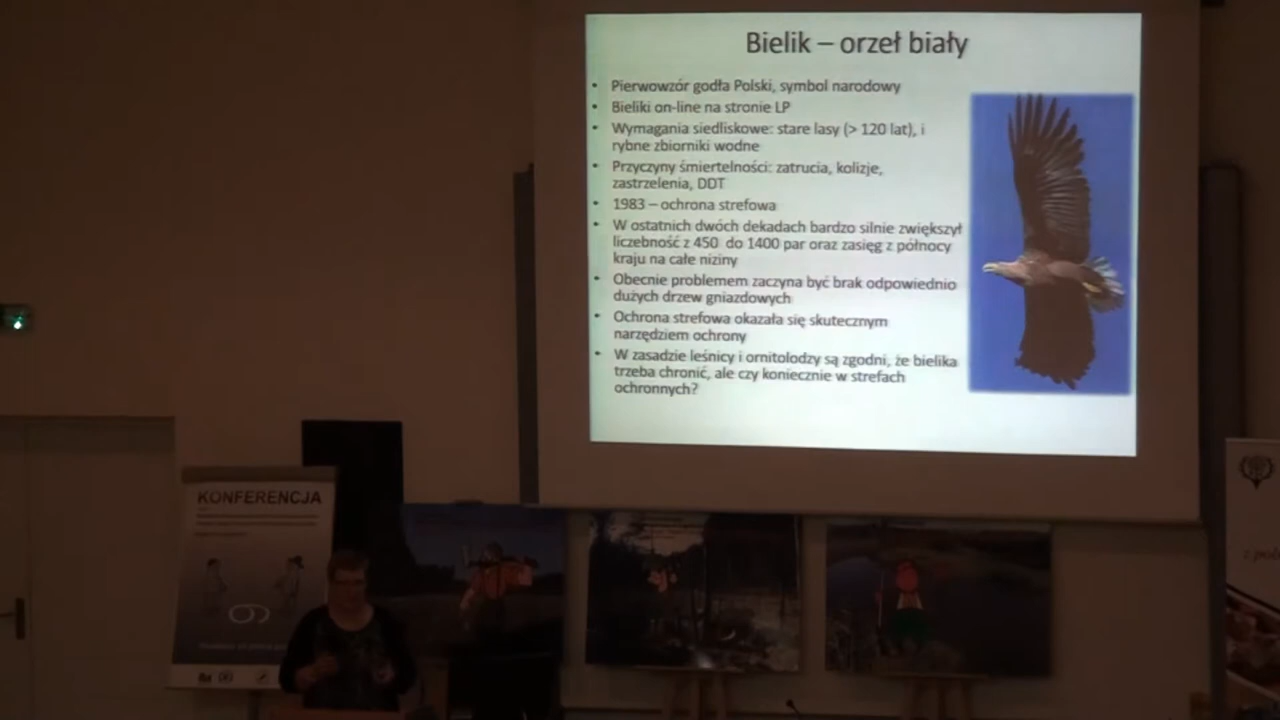 Bielik – orzeł biały
• Pierwowzór godła Polski, symbol narodowy
• Bieliki on-line na stronie LP
• Wymagania siedliskowe: stare lasy (> 120 lat), i
rybne zbiorniki wodne
• Przyczyny śmiertelności: zatrucia, kolizje,
zastrzelenia, DDT
• 1983 – ochrona strefowa
• W ostatnich dwóch dekadach bardzo silnie zwiększył
liczebność z 450 do 1400 par oraz zasięg z północy
kraju na całe niziny
• Obecnie problemem zaczyna być brak odpowiednio
dużych drzew gniazdowych
• Ochrona strefowa okazała się skutecznym
narzędziem ochrony
• W zasadzie leśnicy i ornitolodzy są zgodni, że bielika
trzeba chronić, ale czy koniecznie w strefach
ochronnych?
KONFERENCJA